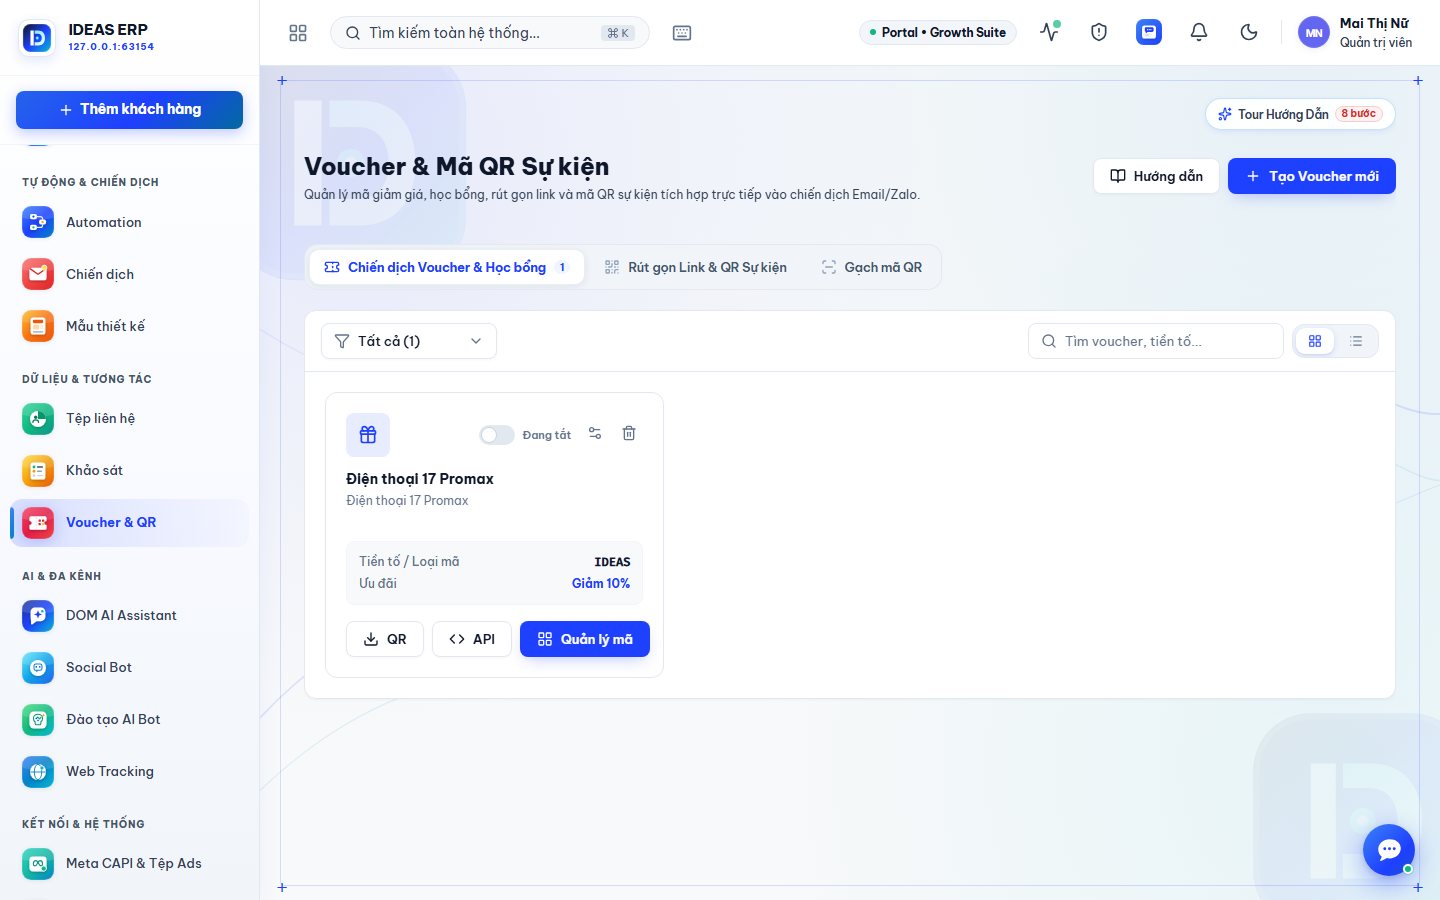 IDEAS ERP
127.0.0.1:63154
Thêm khách hàng
TỰ ĐỘNG & CHIẾN DỊCH
Automation
Chiến dịch
Mẫu thiết kế
DỮ LIỆU & TƯƠNG TÁC
Tệp liên hệ
Khảo sát
Voucher & QR
AI & ĐA KÊNH
DOM AI Assistant
Social Bot
Đào tạo AI Bot
Web Tracking
KẾT NỐI & HỆ THỐNG
Meta CAPI & Tệp Ads
Tìm kiếm toàn hệ thống...
⌘ K
Portal • Growth Suite
MN
Mai Thị Nữ
Quản trị viên
Tour Hướng Dẫn
8 bước
Voucher & Mã QR Sự kiện
Quản lý mã giảm giá, học bổng, rút gọn link và mã QR sự kiện tích hợp trực tiếp vào chiến dịch Email/Zalo.
Hướng dẫn
Tạo Voucher mới
Chiến dịch Voucher & Học bổng 1
Rút gọn Link & QR Sự kiện
Gạch mã QR
Tất cả (1)
Tìm voucher, tiền tố...
Đang tắt
Điện thoại 17 Promax
Điện thoại 17 Promax
Tiền tố / Loại mã
IDEAS
Ưu đãi
Giảm 10%
QR
API
Quản lý mã